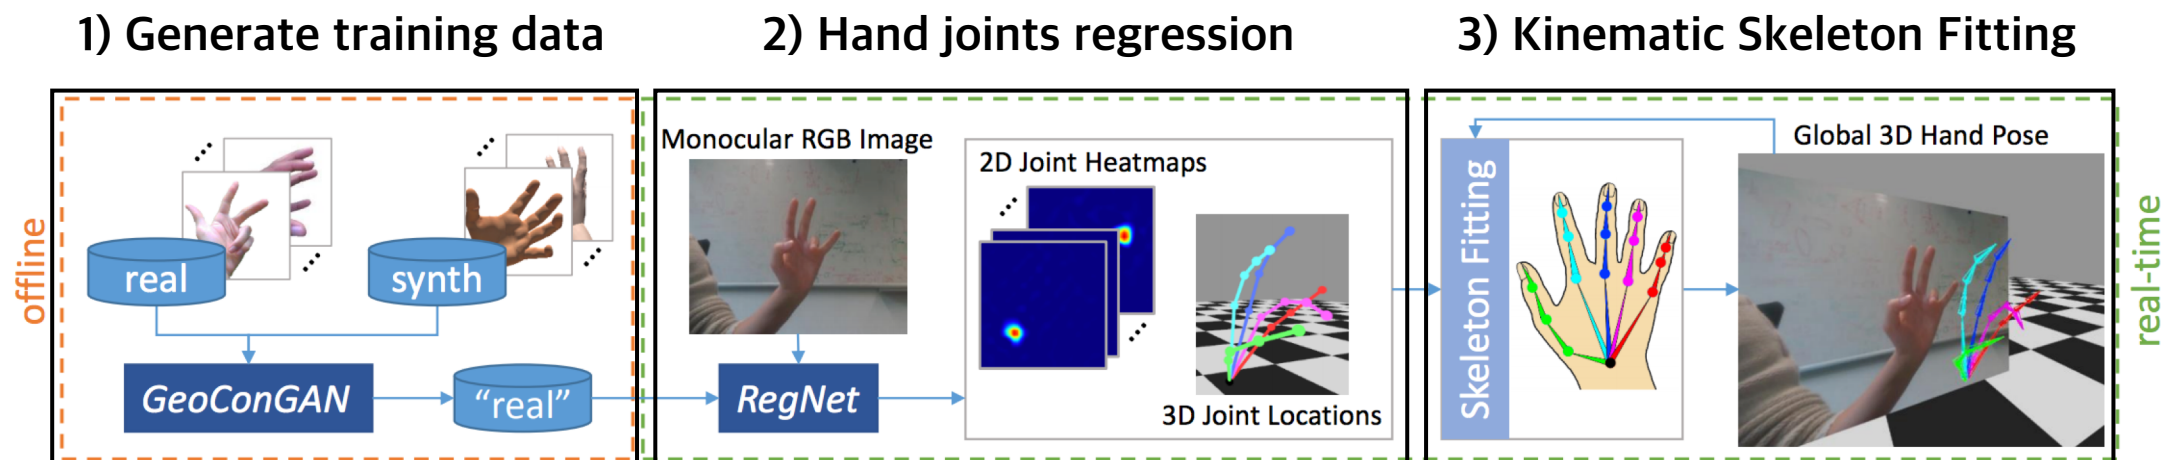 1) Generate training data
2) Hand joints regression
3) Kinematic Skeleton Fitting
offline
real
synth
GeoConGAN
“real”
Monocular RGB Image
RegNet
2D Joint Heatmaps
3D Joint Locations
Skeleton Fitting
Global 3D Hand Pose
real-time